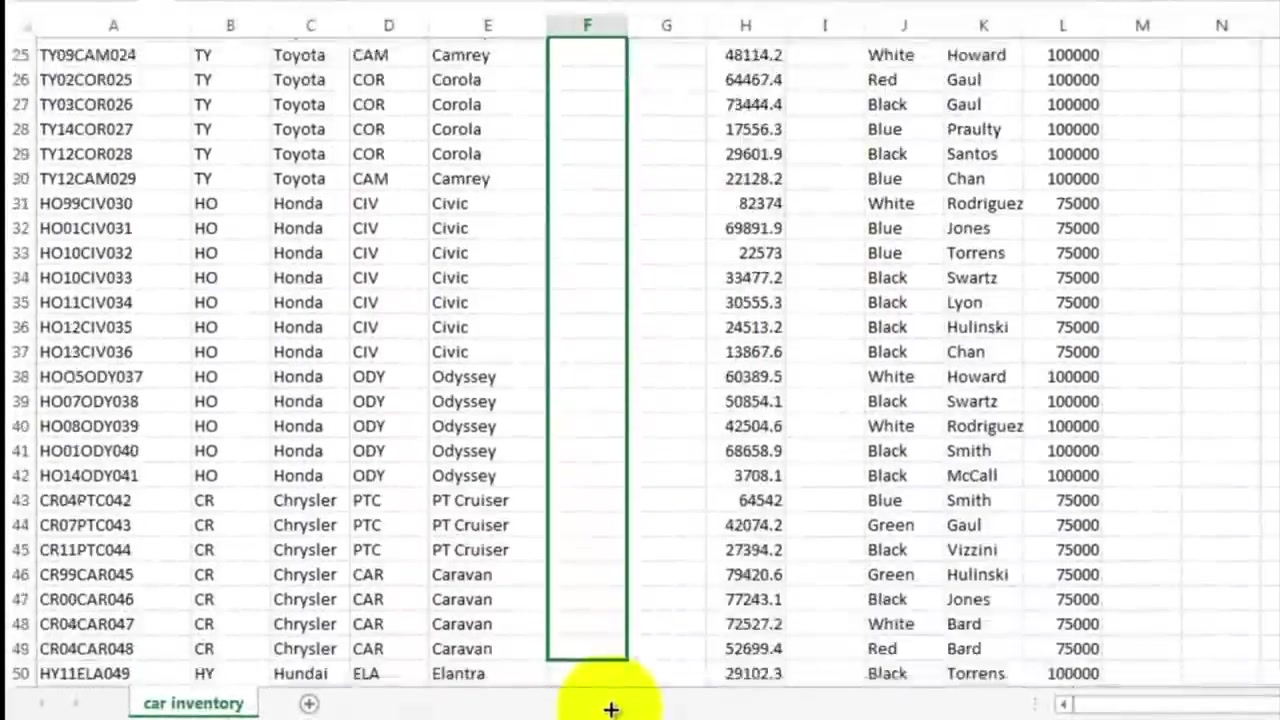 A B C D E F G H I J K L M N
25 TY09CAM024 TY Toyota CAM Camrey 48114.2 White Howard 100000
26 TY02COR025 TY Toyota COR Corola 64467.4 Red Gaul 100000
27 TY03COR026 TY Toyota COR Corola 73444.4 Black Gaul 100000
28 TY14COR027 TY Toyota COR Corola 17556.3 Blue Praulty 100000
29 TY12COR028 TY Toyota COR Corola 29601.9 Black Santos 100000
30 TY12CAM029 TY Toyota CAM Camrey 22128.2 Blue Chan 100000
31 HO99CIV030 HO Honda CIV Civic 82374 White Rodriguez 75000
32 HO01CIV031 HO Honda CIV Civic 69891.9 Blue Jones 75000
33 HO10CIV032 HO Honda CIV Civic 22573 Blue Torrens 75000
34 HO10CIV033 HO Honda CIV Civic 33477.2 Black Swartz 75000
35 HO11CIV034 HO Honda CIV Civic 30555.3 Black Lyon 75000
36 HO12CIV035 HO Honda CIV Civic 24513.2 Black Hulinski 75000
37 HO13CIV036 HO Honda CIV Civic 13867.6 Black Chan 75000
38 HOO5ODY037 HO Honda ODY Odyssey 60389.5 White Howard 100000
39 HO07ODY038 HO Honda ODY Odyssey 50854.1 Black Swartz 100000
40 HO08ODY039 HO Honda ODY Odyssey 42504.6 White Rodriguez 100000
41 HO01ODY040 HO Honda ODY Odyssey 68658.9 Black Smith 100000
42 HO14ODY041 HO Honda ODY Odyssey 3708.1 Black McCall 100000
43 CR04PTC042 CR Chrysler PTC PT Cruiser 64542 Blue Smith 75000
44 CR07PTC043 CR Chrysler PTC PT Cruiser 42074.2 Green Gaul 75000
45 CR11PTC044 CR Chrysler PTC PT Cruiser 27394.2 Black Vizzini 75000
46 CR99CAR045 CR Chrysler CAR Caravan 79420.6 Green Hulinski 75000
47 CR00CAR046 CR Chrysler CAR Caravan 77243.1 Black Jones 75000
48 CR04CAR047 CR Chrysler CAR Caravan 72527.2 White Bard 75000
49 CR04CAR048 CR Chrysler CAR Caravan 52699.4 Red Bard 75000
50 HY11ELA049 HY Hundai ELA Elantra 29102.3 Black Torrens 100000
car inventory